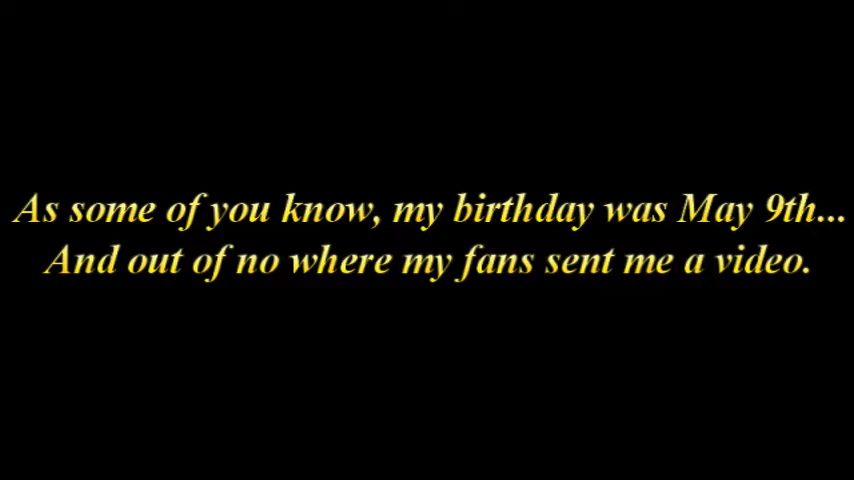 As some of you know, my birthday was May 9th...
And out of no where my fans sent me a video.